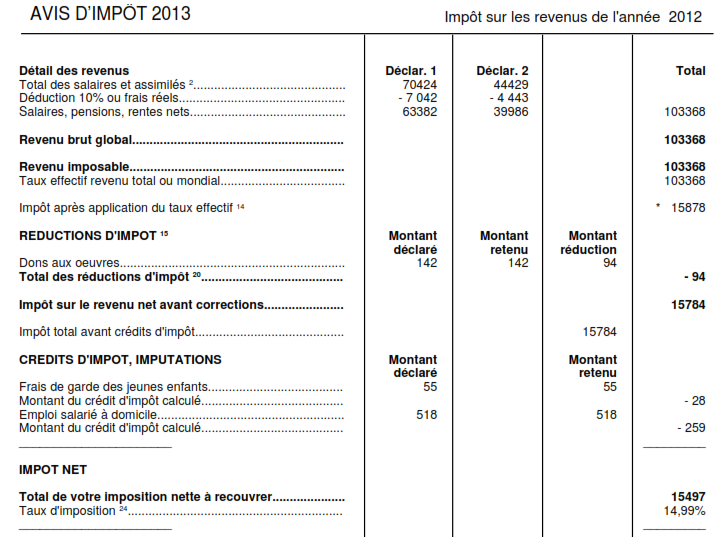 AVIS D'IMPÔT 2013 Impôt sur les revenus de l'année 2012
Détail des revenus Déclar. 1 Déclar. 2 Total
Total des salaires et assimilés ²............................................ 70424 44429
Déduction 10% ou frais réels................................................ - 7 042 - 4 443
Salaires, pensions, rentes nets............................................. 63382 39986 103368
Revenu brut global............................................................. 103368
Revenu imposable.............................................................. 103368
Taux effectif revenu total ou mondial.................................... 103368
Impôt après application du taux effectif ¹⁴ * 15878
REDUCTIONS D'IMPOT ¹⁵ Montant Montant Montant
déclaré retenu réduction
Dons aux oeuvres................................................................. 142 142 94
Total des réductions d'impôt ²⁰......................................... - 94
Impôt sur le revenu net avant corrections....................... 15784
Impôt total avant crédits d'impôt........................................... 15784
CREDITS D'IMPOT, IMPUTATIONS Montant Montant
déclaré retenu
Frais de garde des jeunes enfants....................................... 55 55
Montant du crédit d'impôt calculé......................................... - 28
Emploi salarié à domicile...................................................... 518 518
Montant du crédit d'impôt calculé......................................... - 259
IMPOT NET
Total de votre imposition nette à recouvrer..................... 15497
Taux d'imposition ²⁴.............................................................. 14,99%